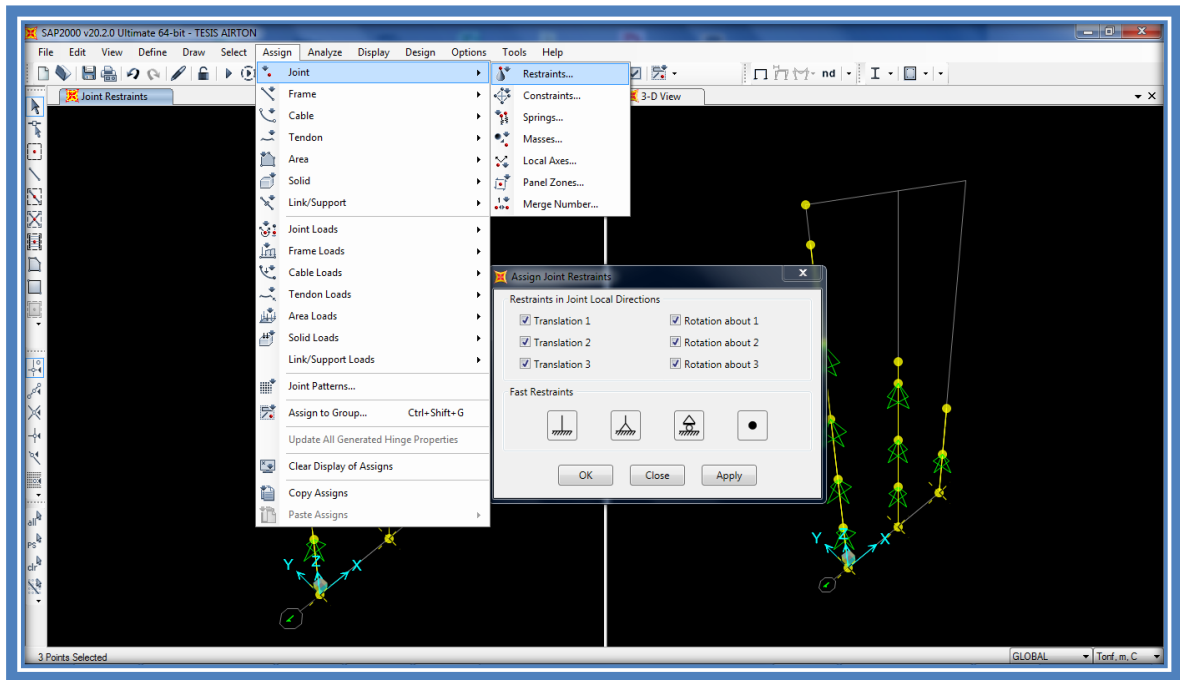 SAP2000 v20.2.0 Ultimate 64-bit - TESIS AIRTON
File Edit View Define Draw Select Assign Analyze Display Design Options Tools Help
nd
Joint Restraints
3-D View
Joint
Frame
Cable
Tendon
Area
Solid
Link/Support
Joint Loads
Frame Loads
Cable Loads
Tendon Loads
Area Loads
Solid Loads
Link/Support Loads
Joint Patterns...
Assign to Group... Ctrl+Shift+G
Update All Generated Hinge Properties
Clear Display of Assigns
Copy Assigns
Paste Assigns
Restraints...
Constraints...
Springs...
Masses...
Local Axes...
Panel Zones...
Merge Number...
Assign Joint Restraints
Restraints in Joint Local Directions
Translation 1 Rotation about 1
Translation 2 Rotation about 2
Translation 3 Rotation about 3
Fast Restraints
OK Close Apply
all
PS
clr
Y Z X
Y Z X
3 Points Selected
GLOBAL Tonf, m, C